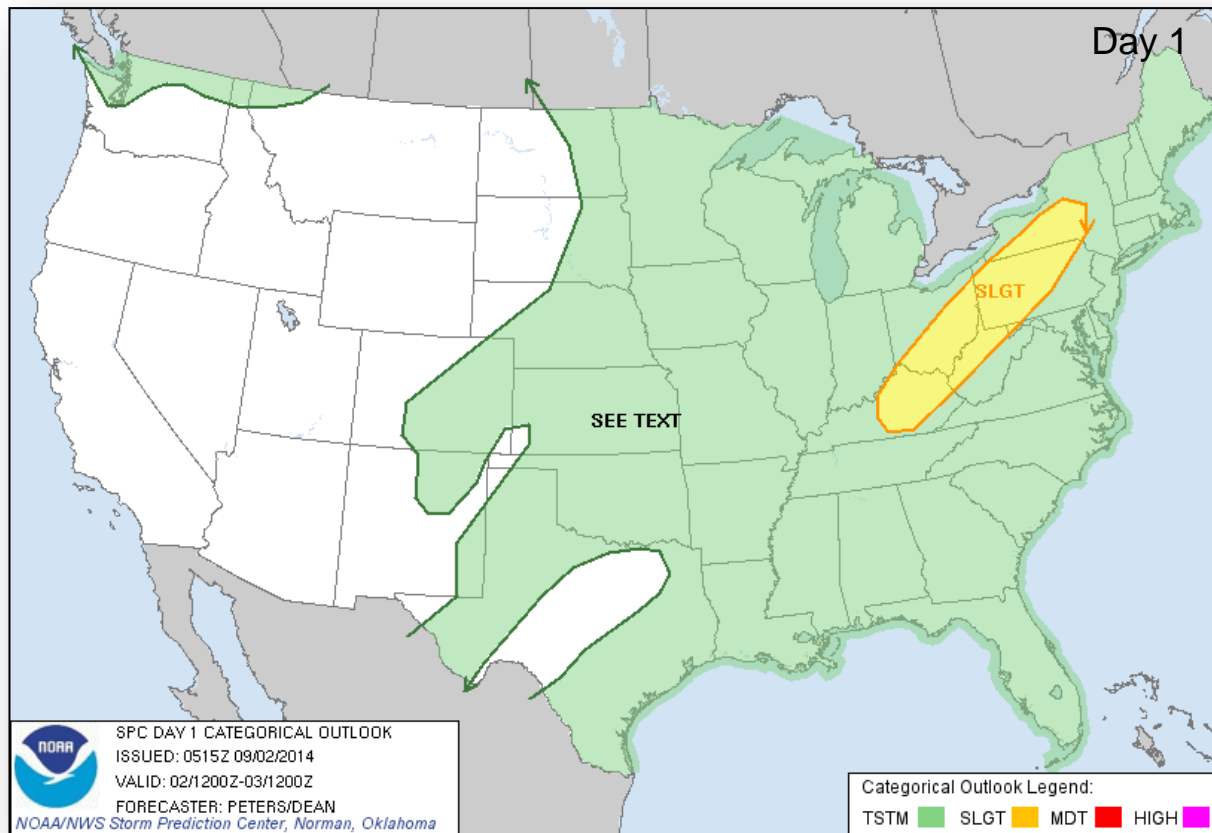 Day 1
SLGT
SEE TEXT
NOAA
SPC DAY 1 CATEGORICAL OUTLOOK
ISSUED: 0515Z 09/02/2014
VALID: 02/1200Z-03/1200Z
FORECASTER: PETERS/DEAN
NOAA/NWS Storm Prediction Center, Norman, Oklahoma
Categorical Outlook Legend:
TSTM SLGT MDT HIGH